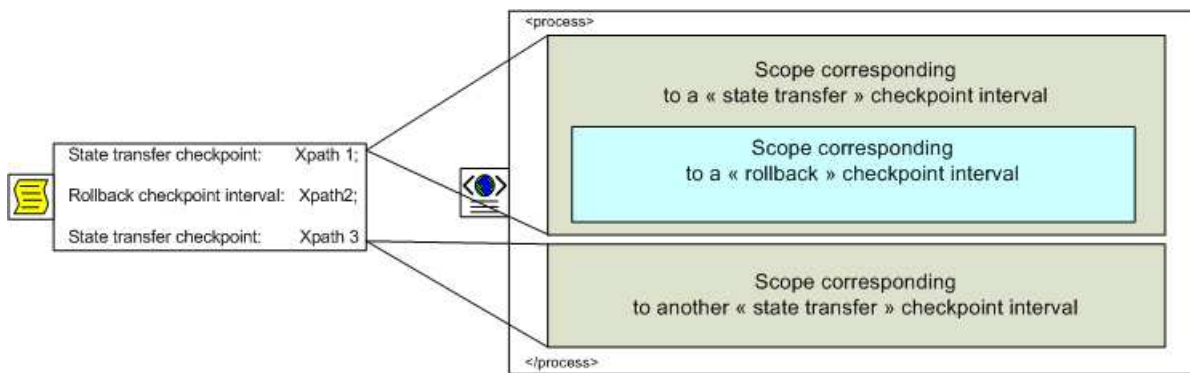 <process>
Scope corresponding
to a « state transfer » checkpoint interval
Scope corresponding
to a « rollback » checkpoint interval
State transfer checkpoint: Xpath 1;
Rollback checkpoint interval: Xpath2;
State transfer checkpoint: Xpath 3
Scope corresponding
to another « state transfer » checkpoint interval
</process>